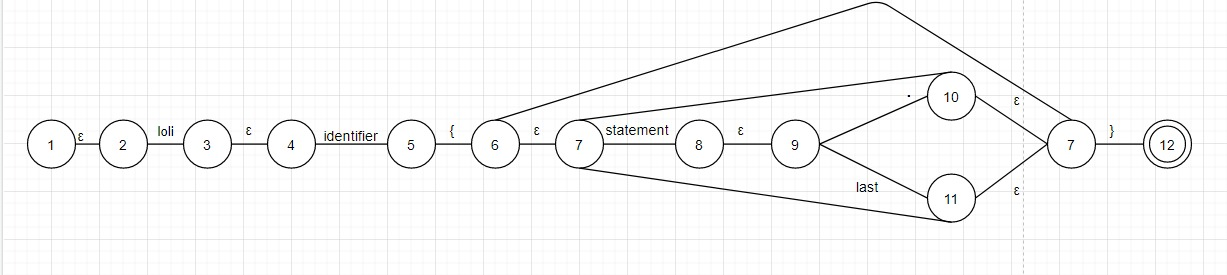 1 ε 2 loli 3 ε 4 identifier 5 { 6 ε 7 statement 8 ε 9 . 10 ε 7 } 12
last 11 ε